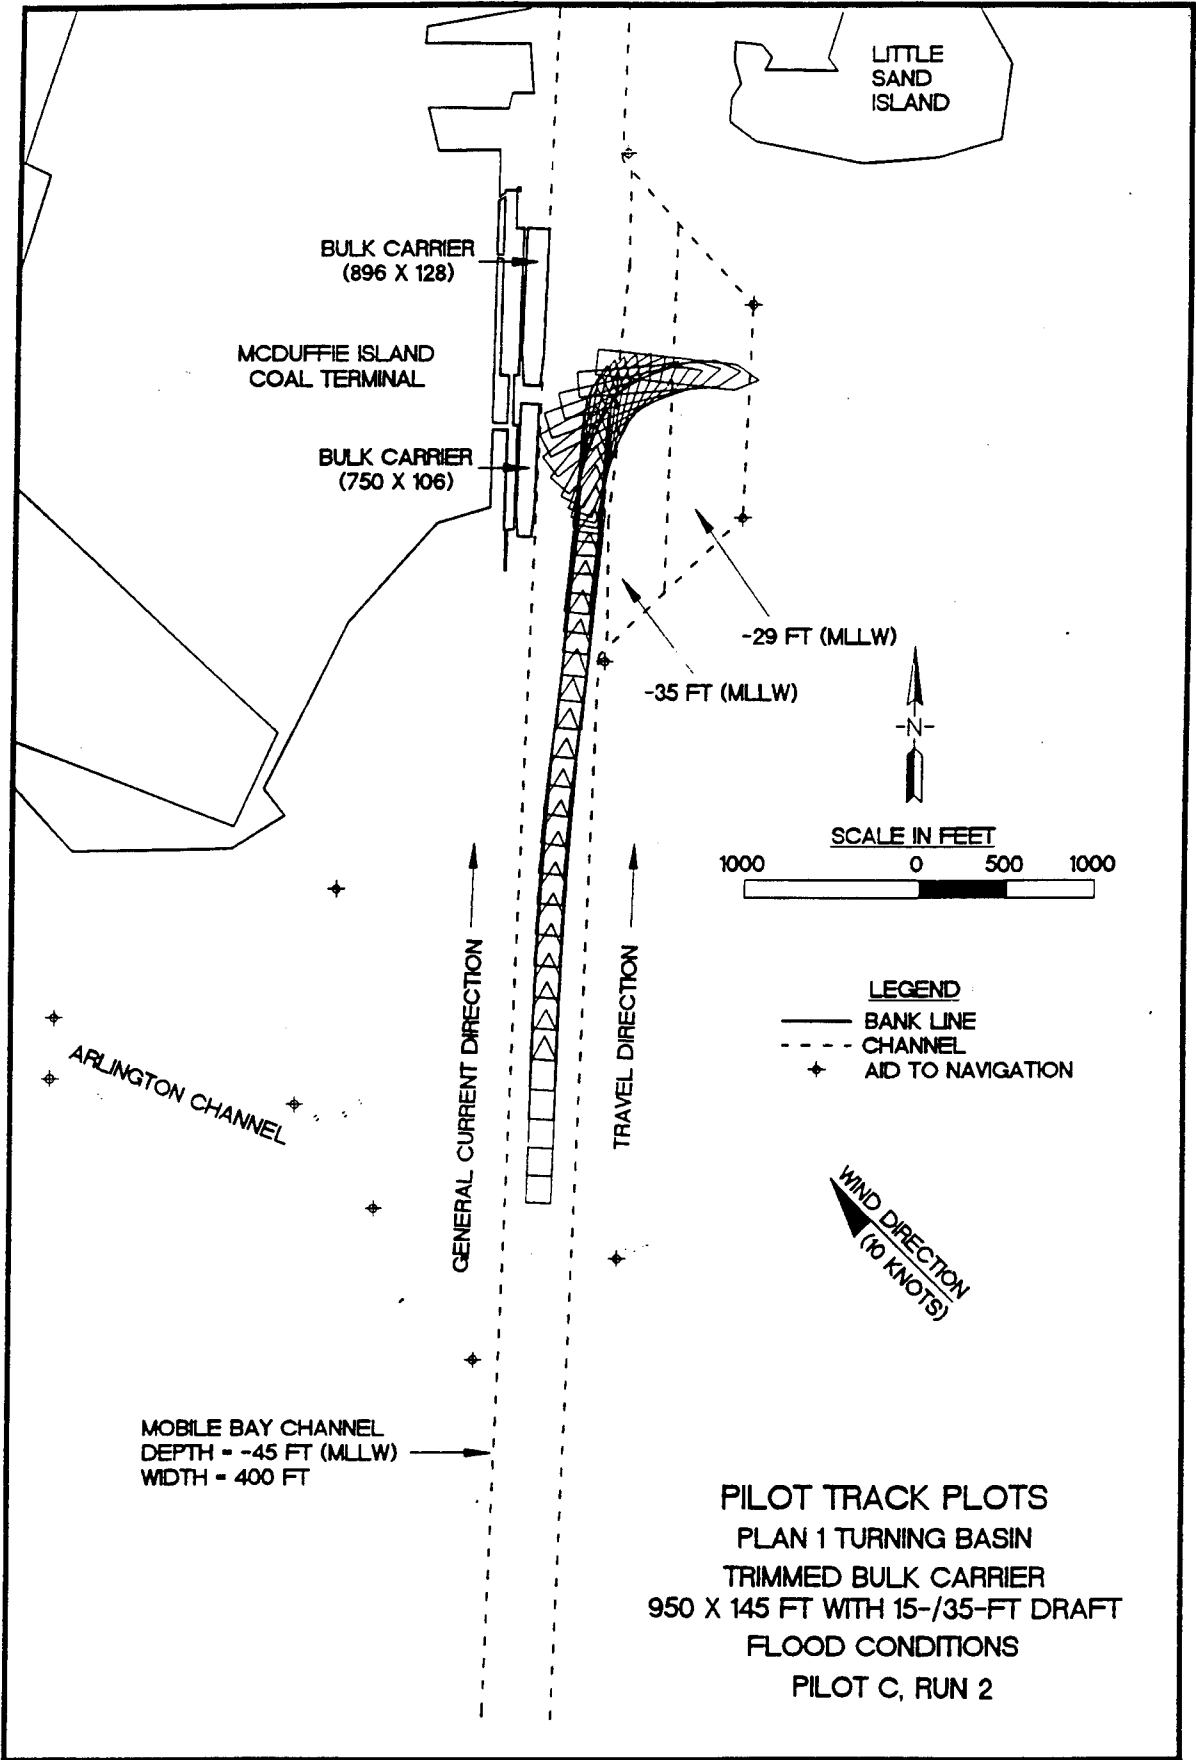 LITTLE
SAND
ISLAND
BULK CARRIER
(896 X 128)
MCDUFFIE ISLAND
COAL TERMINAL
BULK CARRIER
(750 X 106)
-29 FT (MLLW)
-35 FT (MLLW)
-N-
SCALE IN FEET
1000 0 500 1000
GENERAL CURRENT DIRECTION
TRAVEL DIRECTION
LEGEND
BANK LINE
CHANNEL
AID TO NAVIGATION
ARLINGTON CHANNEL
WIND DIRECTION
(10 KNOTS)
MOBILE BAY CHANNEL
DEPTH = -45 FT (MLLW)
WIDTH = 400 FT
PILOT TRACK PLOTS
PLAN 1 TURNING BASIN
TRIMMED BULK CARRIER
950 X 145 FT WITH 15-/35-FT DRAFT
FLOOD CONDITIONS
PILOT C, RUN 2